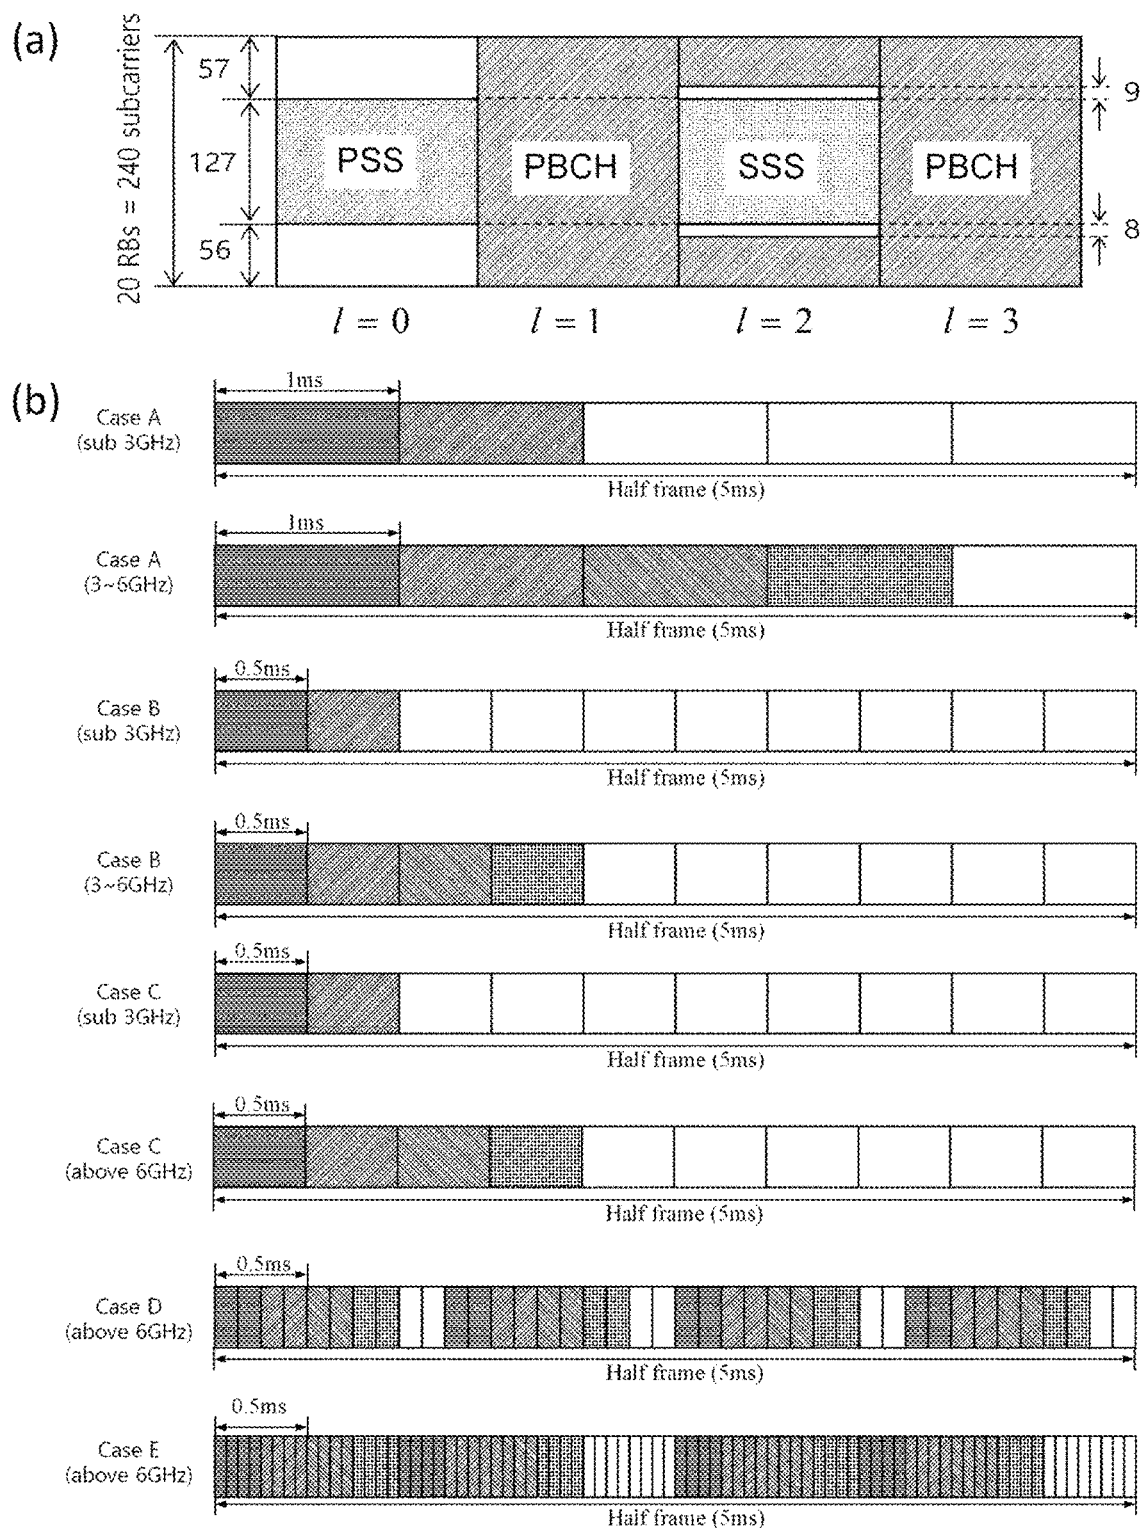 (a)
20 RBs = 240 subcarriers
57
127
56
PSS
PBCH
SSS
PBCH
9
8
l = 0
l = 1
l = 2
l = 3
(b)
Case A
(sub 3GHz)
1ms
Half frame (5ms)
Case A
(3~6GHz)
1ms
Half frame (5ms)
Case B
(sub 3GHz)
0.5ms
Half frame (5ms)
Case B
(3~6GHz)
0.5ms
Half frame (5ms)
Case C
(sub 3GHz)
0.5ms
Half frame (5ms)
Case C
(above 6GHz)
0.5ms
Half frame (5ms)
Case D
(above 6GHz)
0.5ms
Half frame (5ms)
Case E
(above 6GHz)
0.5ms
Half frame (5ms)